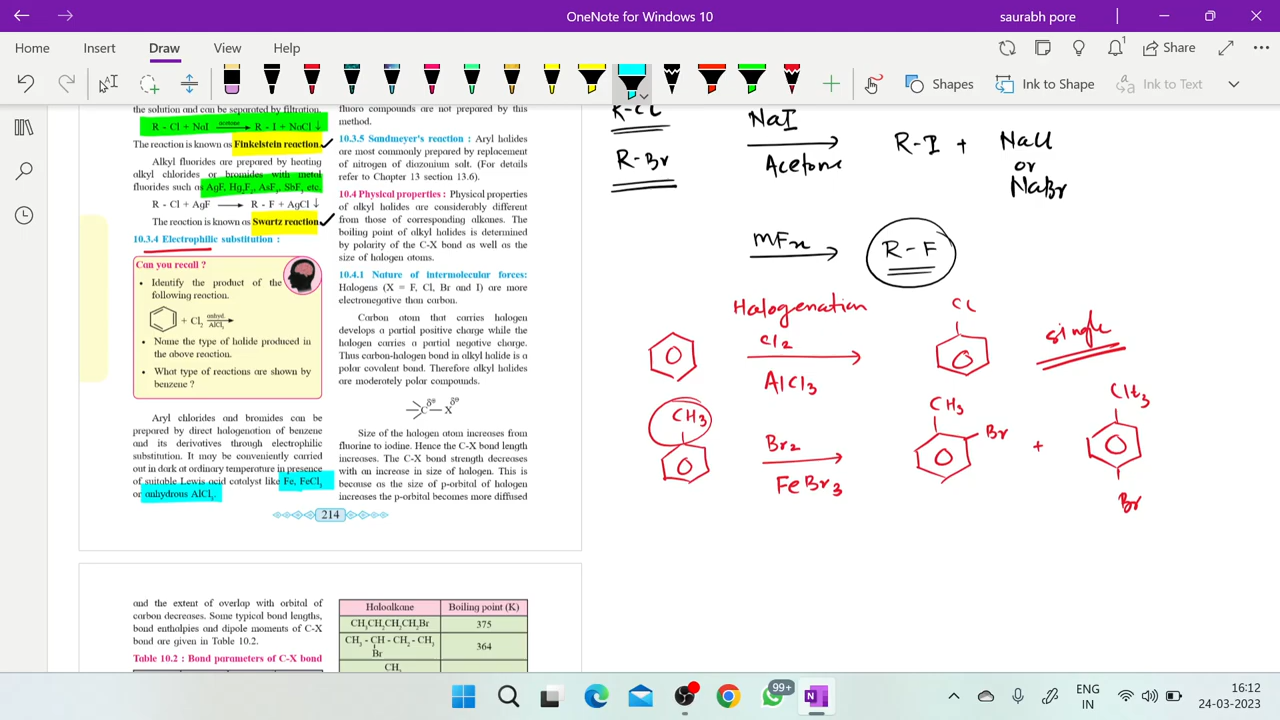 OneNote for Windows 10
saurabh pore
Home
Insert
Draw
View
Help
Share
Shapes
Ink to Shape
Ink to Text
the solution and can be separated by filtration.
R - Cl + NaI acetone R - I + NaCl ↓
The reaction is known as Finkelstein reaction.
Alkyl fluorides are prepared by heating
alkyl chlorides or bromides with metal
fluorides such as AgF, Hg₂F₂, AsF₃, SbF₃ etc.
R - Cl + AgF ⟶ R - F + AgCl ↓
The reaction is known as Swartz reaction
10.3.4 Electrophilic substitution :
Can you recall ?
• Identify the product of the
following reaction.
+ Cl₂ anhyd. AlCl₃
• Name the type of halide produced in
the above reaction.
• What type of reactions are shown by
benzene ?
Aryl chlorides and bromides can be
prepared by direct halogenation of benzene
and its derivatives through electrophilic
substitution. It may be conveniently carried
out in dark at ordinary temperature in presence
of suitable Lewis acid catalyst like Fe, FeCl₃
or anhydrous AlCl₃.
fluoro compounds are not prepared by this
method.
10.3.5 Sandmeyer's reaction : Aryl halides
are most commonly prepared by replacement
of nitrogen of diazonium salt. (For details
refer to Chapter 13 section 13.6).
10.4 Physical properties : Physical properties
of alkyl halides are considerably different
from those of corresponding alkanes. The
boiling point of alkyl halides is determined
by polarity of the C-X bond as well as the
size of halogen atoms.
10.4.1 Nature of intermolecular forces:
Halogens (X = F, Cl, Br and I) are more
electronegative than carbon.
Carbon atom that carries halogen
develops a partial positive charge while the
halogen carries a partial negative charge.
Thus carbon-halogen bond in alkyl halide is a
polar covalent bond. Therefore alkyl halides
are moderately polar compounds.
C δ⊕ — X δ⊖
Size of the halogen atom increases from
fluorine to iodine. Hence the C-X bond length
increases. The C-X bond strength decreases
with an increase in size of halogen. This is
because as the size of p-orbital of halogen
increases the p-orbital becomes more diffused
214
and the extent of overlap with orbital of
carbon decreases. Some typical bond lengths,
bond enthalpies and dipole moments of C-X
bond are given in Table 10.2.
Table 10.2 : Bond parameters of C-X bond
Haloalkane Boiling point (K)
CH₃CH₂CH₂CH₂Br 375
CH₃ - CH - CH₂ - CH₃ 364
Br
CH₃
R-Cl
R-Br
NaI
Acetone
R-I + NaCl
or
NaBr
MFx
R-F
Halogenation
Cl2
AlCl3
Cl
single
CH3
Br2
FeBr3
CH3
Br
+
CH3
Br
99+
ENG
IN
16:12
24-03-2023